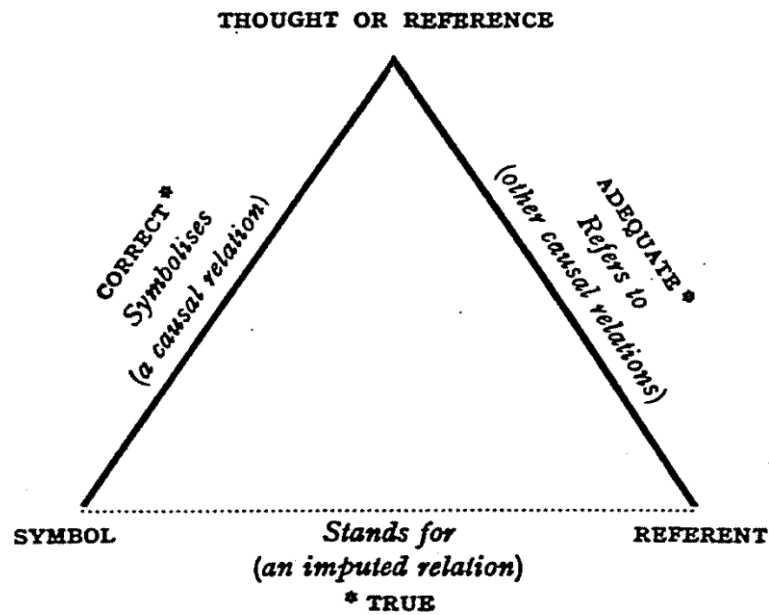 THOUGHT OR REFERENCE
CORRECT *
Symbolises
(a causal relation)
ADEQUATE *
Refers to
(other causal relations)
SYMBOL
Stands for
(an imputed relation)
* TRUE
REFERENT